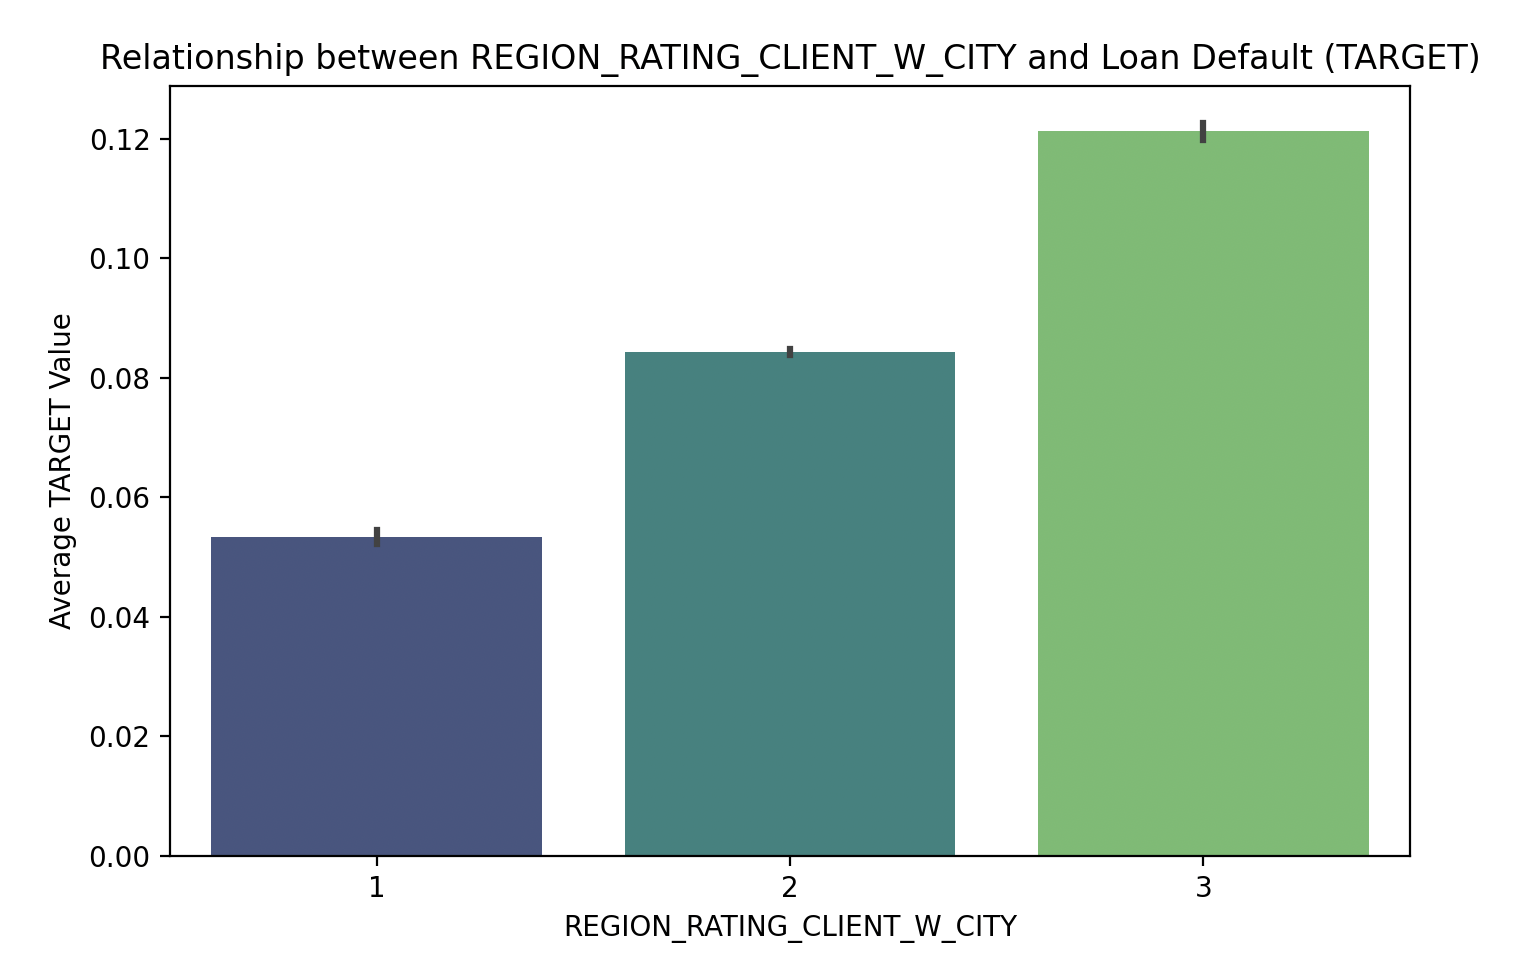 Relationship between REGION_RATING_CLIENT_W_CITY and Loan Default (TARGET)
0.12
0.10
0.08
0.06
0.04
0.02
0.00
Average TARGET Value
1 2 3
REGION_RATING_CLIENT_W_CITY